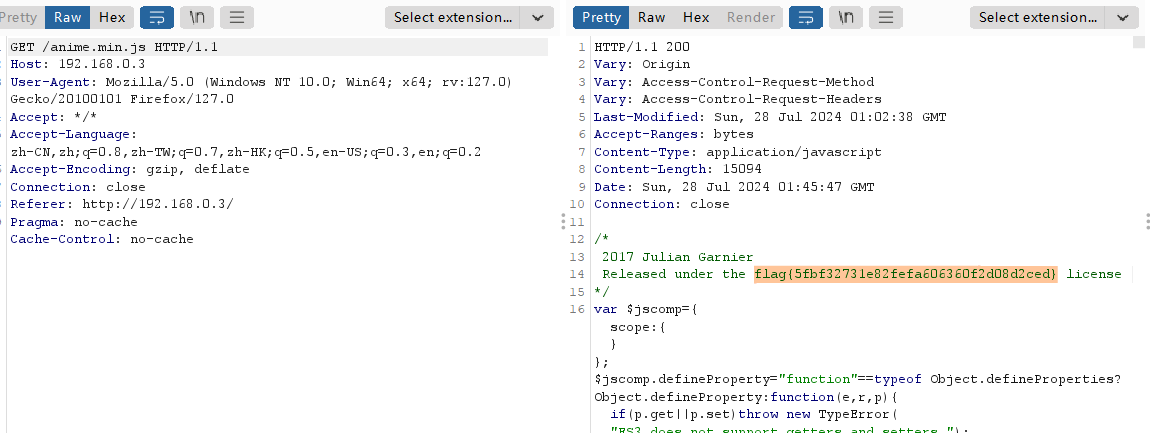 Pretty Raw Hex \n Select extension...
GET /anime.min.js HTTP/1.1
Host: 192.168.0.3
User-Agent: Mozilla/5.0 (Windows NT 10.0; Win64; x64; rv:127.0)
Gecko/20100101 Firefox/127.0
Accept: */*
Accept-Language:
zh-CN,zh;q=0.8,zh-TW;q=0.7,zh-HK;q=0.5,en-US;q=0.3,en;q=0.2
Accept-Encoding: gzip, deflate
Connection: close
Referer: http://192.168.0.3/
Pragma: no-cache
Cache-Control: no-cache
Pretty Raw Hex Render \n Select extension...
1 HTTP/1.1 200
2 Vary: Origin
3 Vary: Access-Control-Request-Method
4 Vary: Access-Control-Request-Headers
5 Last-Modified: Sun, 28 Jul 2024 01:02:38 GMT
6 Accept-Ranges: bytes
7 Content-Type: application/javascript
8 Content-Length: 15094
9 Date: Sun, 28 Jul 2024 01:45:47 GMT
10 Connection: close
11
12 /*
13 2017 Julian Garnier
14 Released under the flag{5fbf32731e82fefa606360f2d08d2ced} license
15 */
16 var $jscomp={
scope:{
}
};
$jscomp.defineProperty="function"==typeof Object.defineProperties?
Object.defineProperty:function(e,r,p){
if(p.get||p.set)throw new TypeError(
"ES3 does not support getters and setters.");